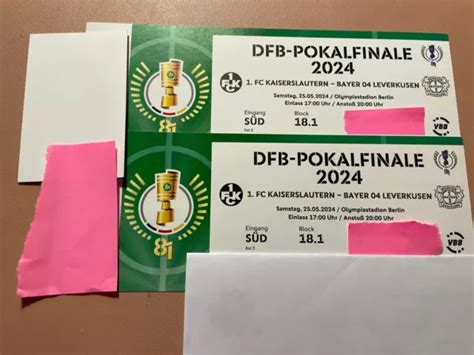 DFB-POKALFINALE
2024
1. FC KAISERSLAUTERN – BAYER 04 LEVERKUSEN
Samstag, 25.05.2024 / Olympiastadion Berlin
Einlass 17:00 Uhr / Anstoß 20:00 Uhr
Eingang Block
SÜD 18.1
VBB
DFB-POKALFINALE
2024
1. FC KAISERSLAUTERN – BAYER 04 LEVERKUSEN
Samstag, 25.05.2024 / Olympiastadion Berlin
Einlass 17:00 Uhr / Anstoß 20:00 Uhr
Eingang Block
SÜD 18.1
VBB